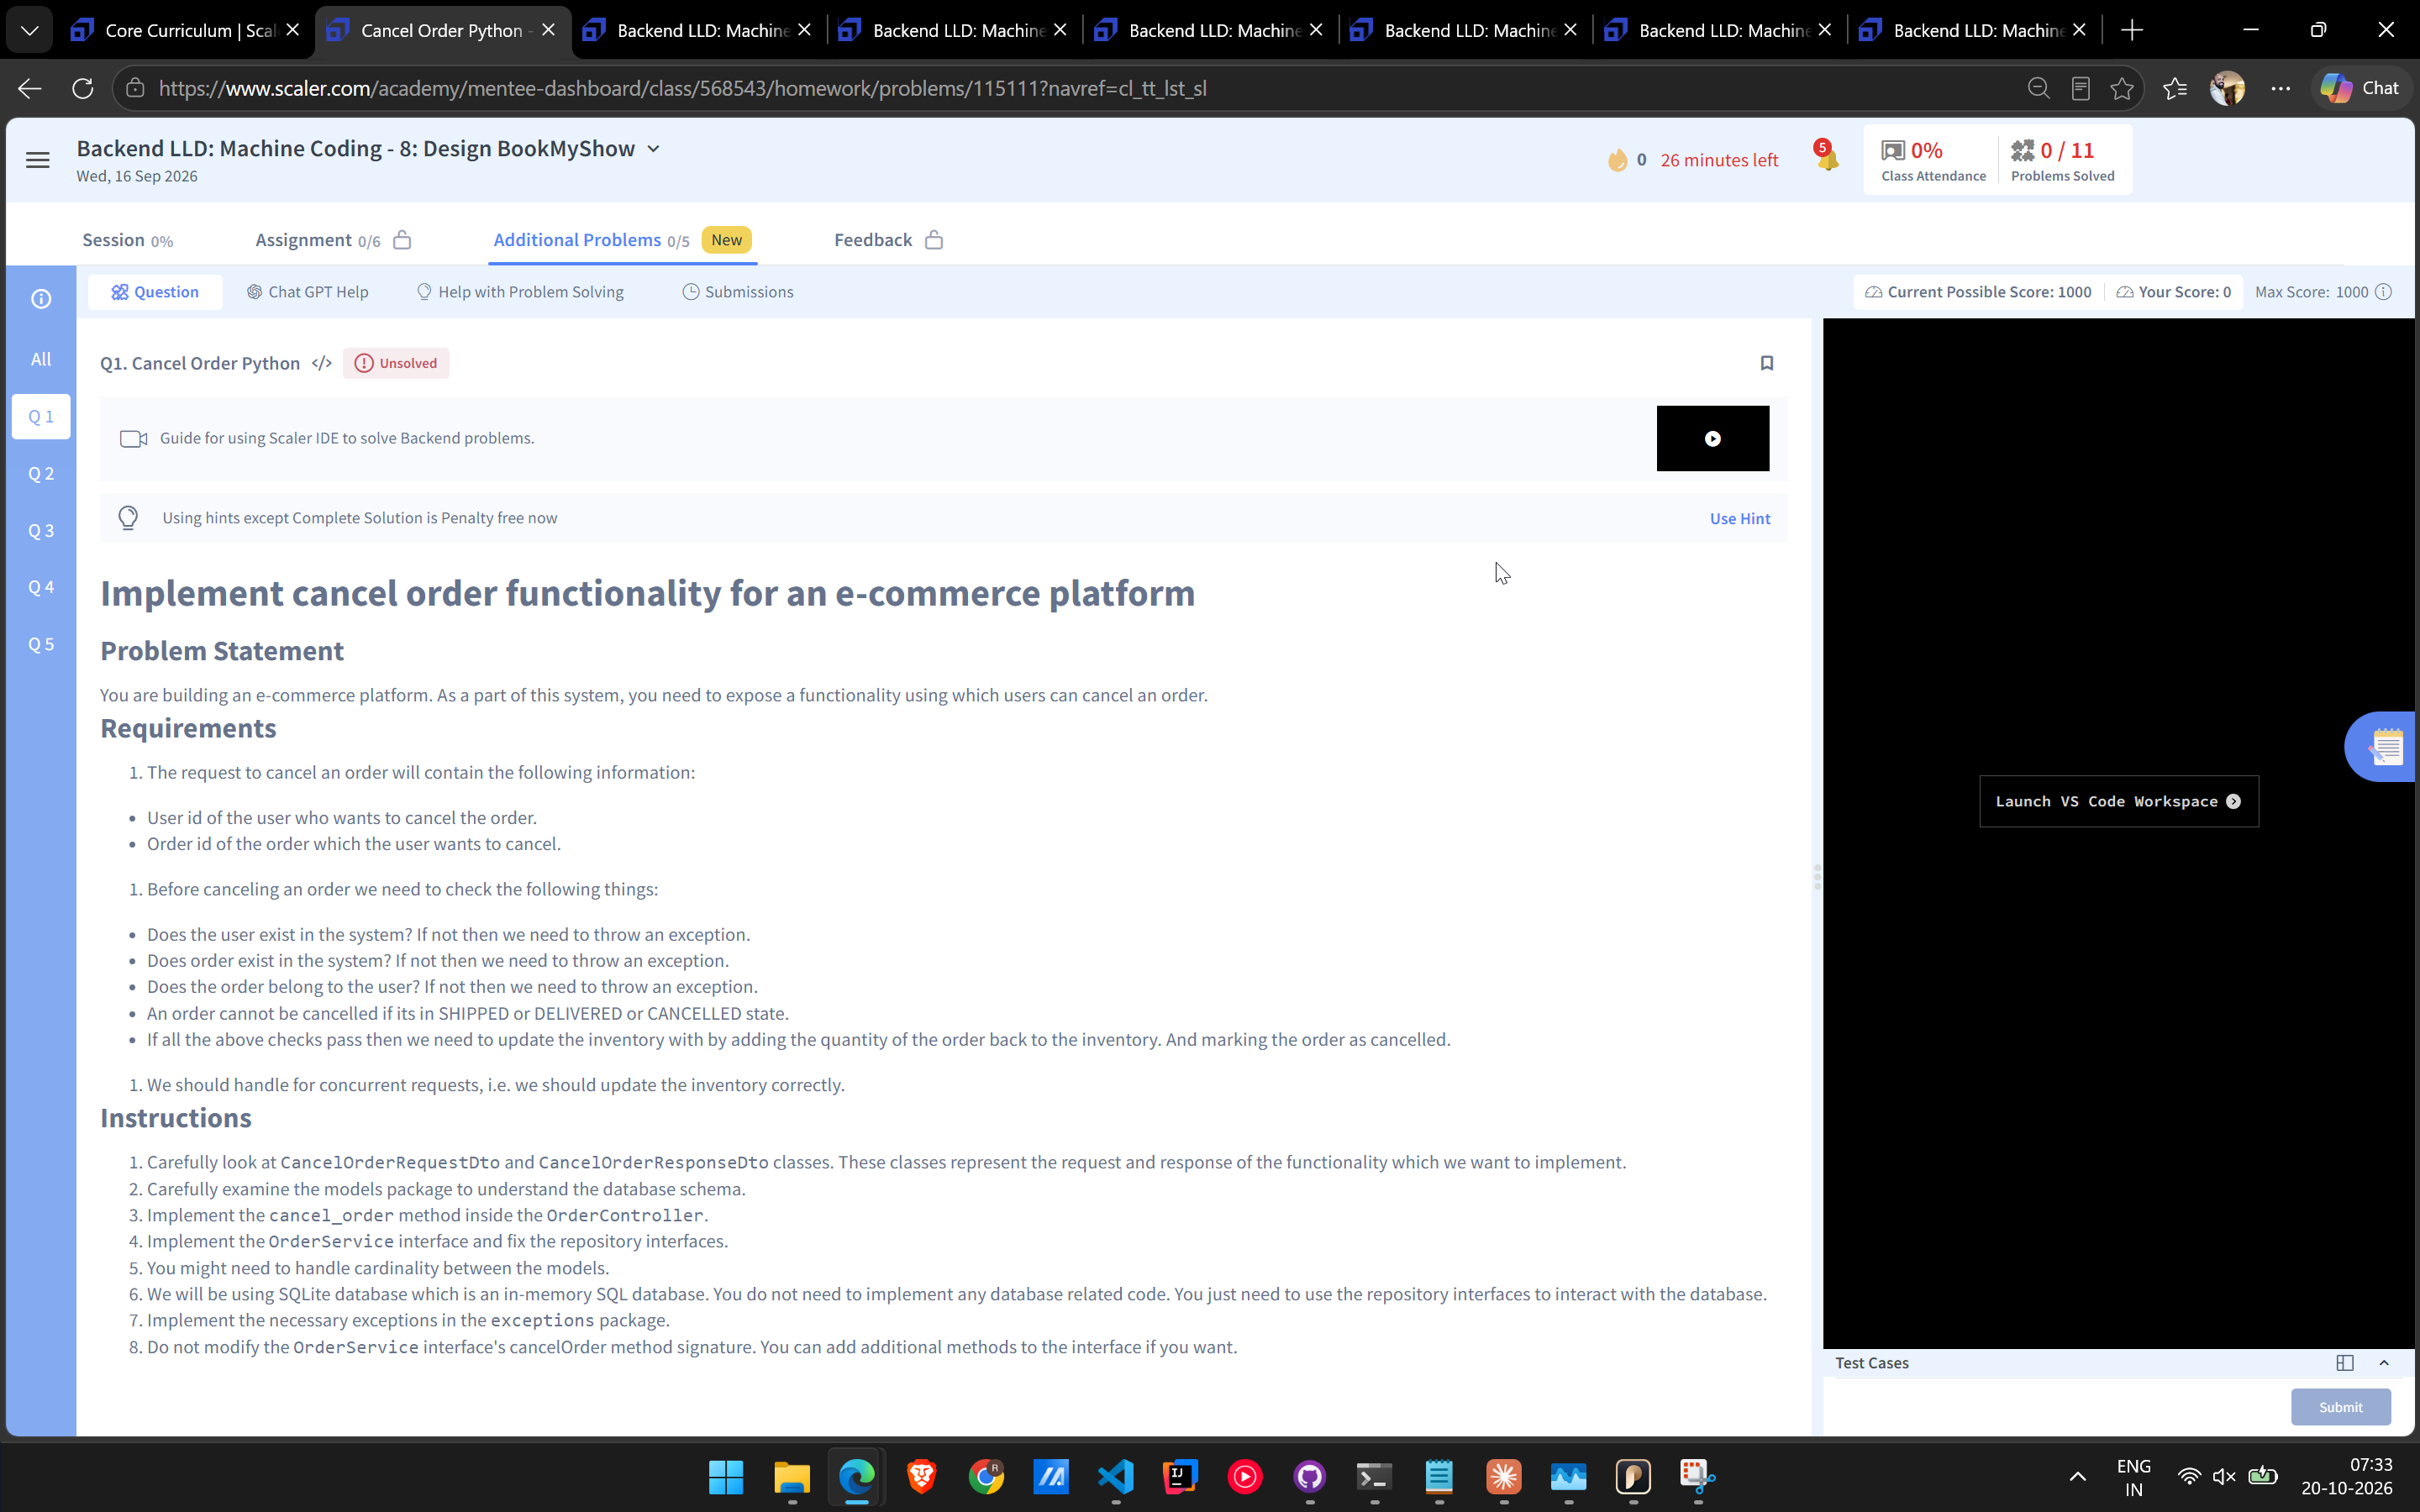 Core Curriculum | Scal
Cancel Order Python -
Backend LLD: Machine
Backend LLD: Machine
Backend LLD: Machine
Backend LLD: Machine
Backend LLD: Machine
Backend LLD: Machine
https://www.scaler.com/academy/mentee-dashboard/class/568543/homework/problems/115111?navref=cl_tt_lst_sl
Chat
Backend LLD: Machine Coding - 8: Design BookMyShow
Wed, 16 Sep 2026
0
26 minutes left
5
0%
Class Attendance
0 / 11
Problems Solved
Session 0%
Assignment 0/6
Additional Problems 0/5 New
Feedback
Question
Chat GPT Help
Help with Problem Solving
Submissions
Current Possible Score: 1000
Your Score: 0
Max Score: 1000
All
Q 1
Q 2
Q 3
Q 4
Q 5
Q1. Cancel Order Python </> Unsolved
Guide for using Scaler IDE to solve Backend problems.
Using hints except Complete Solution is Penalty free now
Use Hint
Implement cancel order functionality for an e-commerce platform
Problem Statement
You are building an e-commerce platform. As a part of this system, you need to expose a functionality using which users can cancel an order.
Requirements
1. The request to cancel an order will contain the following information:
• User id of the user who wants to cancel the order.
• Order id of the order which the user wants to cancel.
1. Before canceling an order we need to check the following things:
• Does the user exist in the system? If not then we need to throw an exception.
• Does order exist in the system? If not then we need to throw an exception.
• Does the order belong to the user? If not then we need to throw an exception.
• An order cannot be cancelled if its in SHIPPED or DELIVERED or CANCELLED state.
• If all the above checks pass then we need to update the inventory with by adding the quantity of the order back to the inventory. And marking the order as cancelled.
1. We should handle for concurrent requests, i.e. we should update the inventory correctly.
Instructions
1. Carefully look at CancelOrderRequestDto and CancelOrderResponseDto classes. These classes represent the request and response of the functionality which we want to implement.
2. Carefully examine the models package to understand the database schema.
3. Implement the cancel_order method inside the OrderController.
4. Implement the OrderService interface and fix the repository interfaces.
5. You might need to handle cardinality between the models.
6. We will be using SQLite database which is an in-memory SQL database. You do not need to implement any database related code. You just need to use the repository interfaces to interact with the database.
7. Implement the necessary exceptions in the exceptions package.
8. Do not modify the OrderService interface's cancelOrder method signature. You can add additional methods to the interface if you want.
Launch VS Code Workspace
Test Cases
Submit
ENG
IN
07:33
20-10-2026